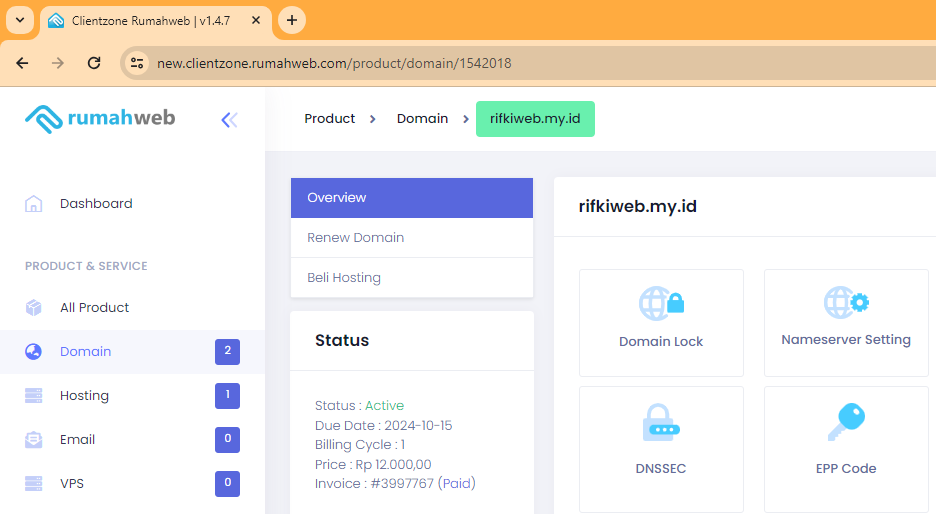 Clientzone Rumahweb | v1.4.7
new.clientzone.rumahweb.com/product/domain/1542018
rumahweb
Product
Domain
rifkiweb.my.id
Dashboard
PRODUCT & SERVICE
All Product
Domain 2
Hosting 1
Email 0
VPS 0
Overview
Renew Domain
Beli Hosting
Status
Status : Active
Due Date : 2024-10-15
Billing Cycle : 1
Price : Rp 12.000,00
Invoice : #3997767 (Paid)
rifkiweb.my.id
Domain Lock
Nameserver Setting
DNSSEC
EPP Code